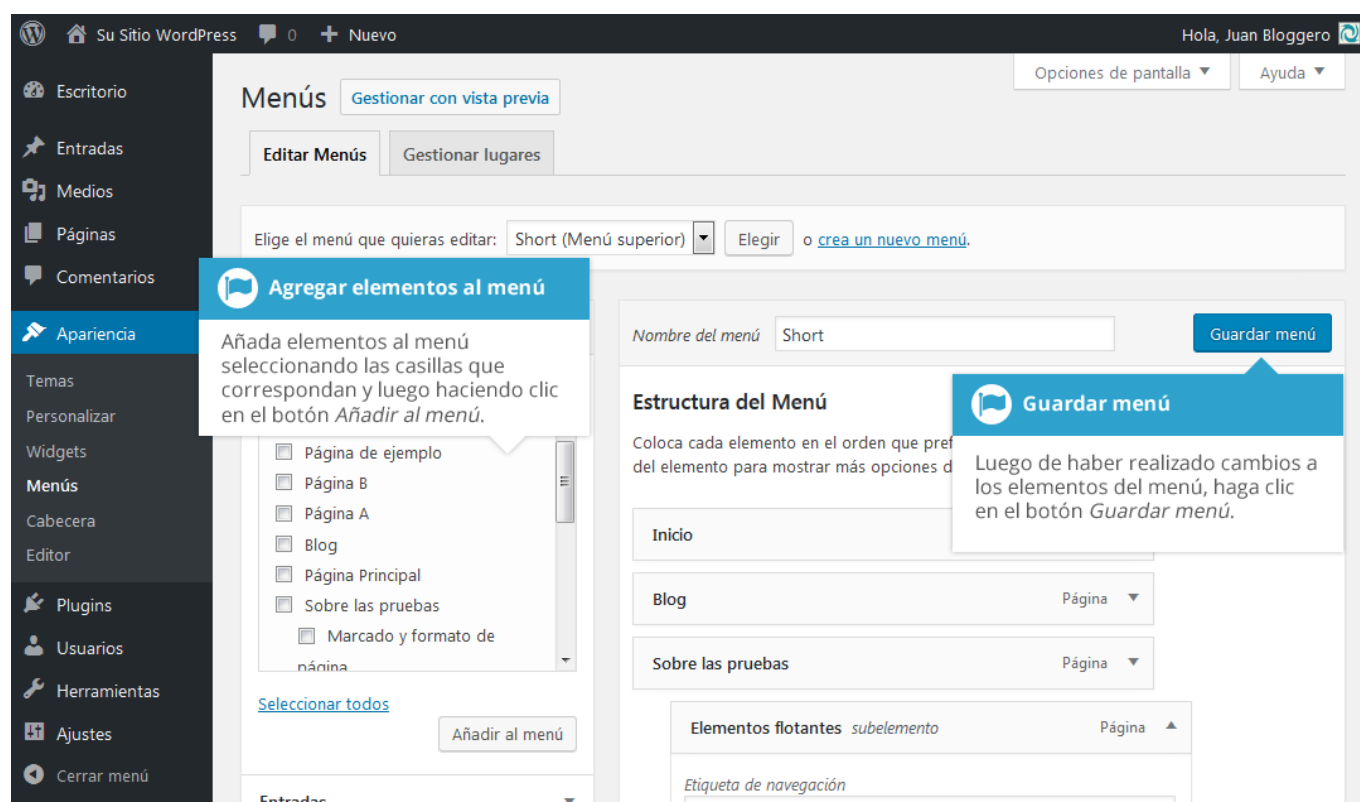 Su Sitio WordPress 0 + Nuevo Hola, Juan Bloggero
Opciones de pantalla Ayuda
Escritorio
Entradas
Medios
Páginas
Comentarios
Apariencia
Temas
Personalizar
Widgets
Menús
Cabecera
Editor
Plugins
Usuarios
Herramientas
Ajustes
Cerrar menú
Menús Gestionar con vista previa
Editar Menús Gestionar lugares
Elige el menú que quieras editar: Short (Menú superior) Elegir o crea un nuevo menú.
Agregar elementos al menú
Añada elementos al menú
seleccionando las casillas que
correspondan y luego haciendo clic
en el botón Añadir al menú.
Página de ejemplo
Página B
Página A
Blog
Página Principal
Sobre las pruebas
Marcado y formato de
página
Seleccionar todos
Añadir al menú
Entradas
Nombre del menú Short Guardar menú
Estructura del Menú
Coloca cada elemento en el orden que
del elemento para mostrar más opciones
Guardar menú
Luego de haber realizado cambios a
los elementos del menú, haga clic
en el botón Guardar menú.
Inicio
Blog Página
Sobre las pruebas Página
Elementos flotantes subelemento Página
Etiqueta de navegación